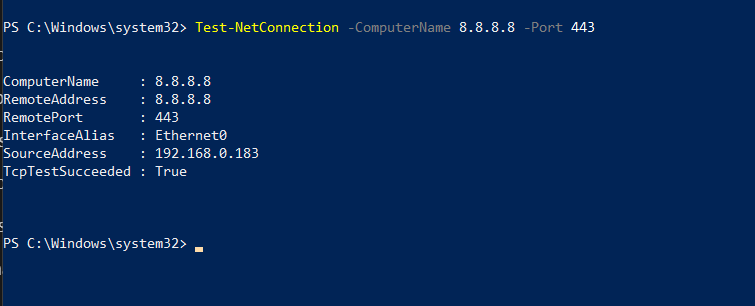 PS C:\Windows\system32> Test-NetConnection -ComputerName 8.8.8.8 -Port 443
ComputerName     : 8.8.8.8
RemoteAddress    : 8.8.8.8
RemotePort       : 443
InterfaceAlias   : Ethernet0
SourceAddress    : 192.168.0.183
TcpTestSucceeded : True
PS C:\Windows\system32>